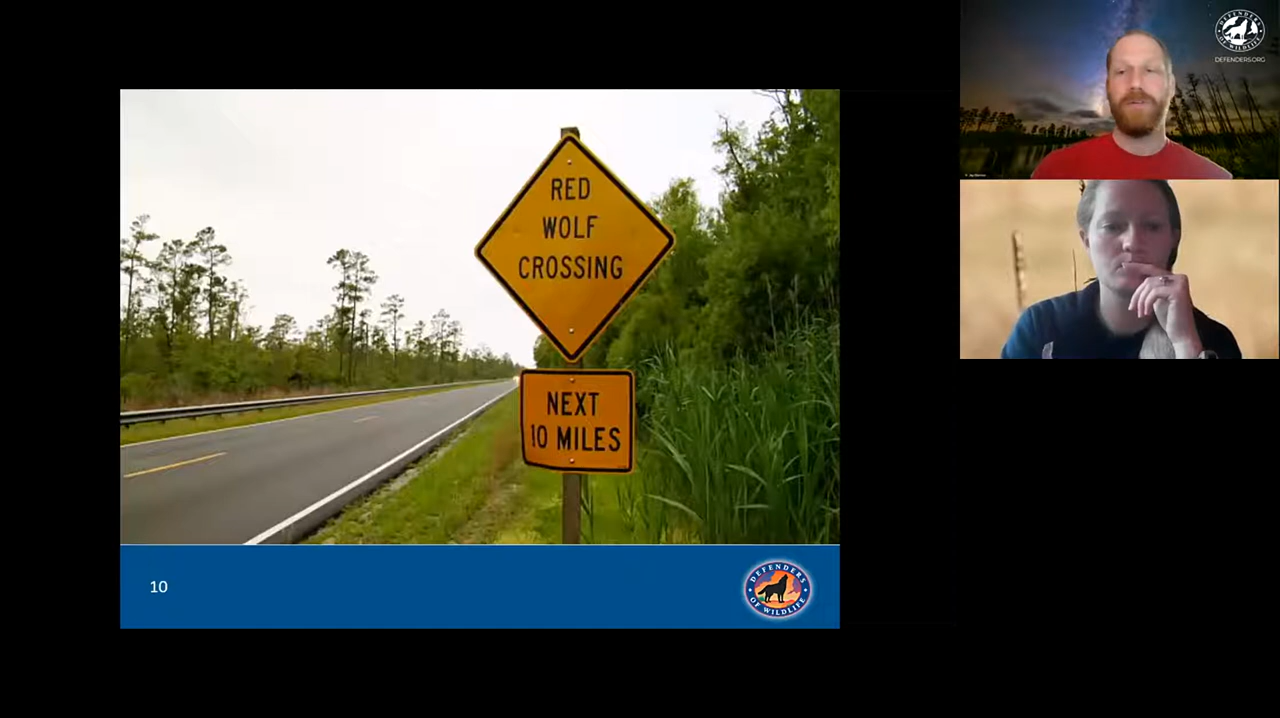 RED
WOLF
CROSSING
NEXT
10 MILES
10
DEFENDERS
OF WILDLIFE
DEFENDERS
OF WILDLIFE
DEFENDERS.ORG